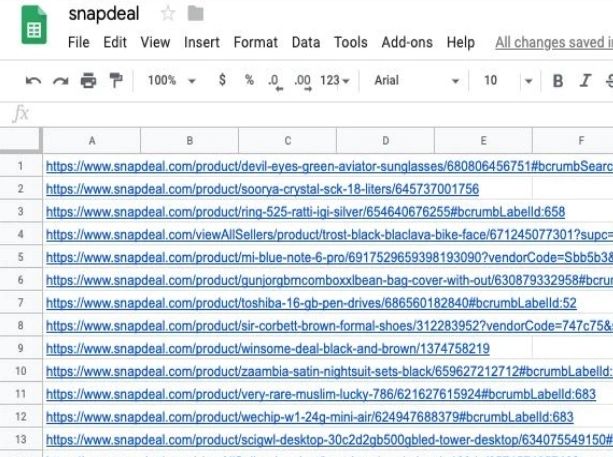 snapdeal
File Edit View Insert Format Data Tools Add-ons Help All changes saved i
100% $ % .0 .00 123 Arial 10 B I S
fx
A B C D E F
1 https://www.snapdeal.com/product/devil-eyes-green-aviator-sunglasses/680806456751#bcrumbSearc
2 https://www.snapdeal.com/product/soorya-crystal-sck-18-liters/645737001756
3 https://www.snapdeal.com/product/ring-525-ratti-igi-silver/654640676255#bcrumbLabelId:658
4 https://www.snapdeal.com/viewAllSellers/product/trost-black-blaclava-bike-face/671245077301?supc=
5 https://www.snapdeal.com/product/mi-blue-note-6-pro/6917529659398193090?vendorCode=Sbb5b3&
6 https://www.snapdeal.com/product/gunjorgbmcomboxxlbean-bag-cover-with-out/630879332958#bcru
7 https://www.snapdeal.com/product/toshiba-16-gb-pen-drives/686560182840#bcrumbLabelId:52
8 https://www.snapdeal.com/product/sir-corbett-brown-formal-shoes/312283952?vendorCode=747c75&
9 https://www.snapdeal.com/product/winsome-deal-black-and-brown/1374758219
10 https://www.snapdeal.com/product/zaambia-satin-nightsuit-sets-black/659627212712#bcrumbLabelId:
11 https://www.snapdeal.com/product/very-rare-muslim-lucky-786/621627615924#bcrumbLabelId:683
12 https://www.snapdeal.com/product/wechip-w1-24g-mini-air/624947688379#bcrumbLabelId:683
13 https://www.snapdeal.com/product/scigwl-desktop-30c2d2gb500gbled-tower-desktop/634075549150#